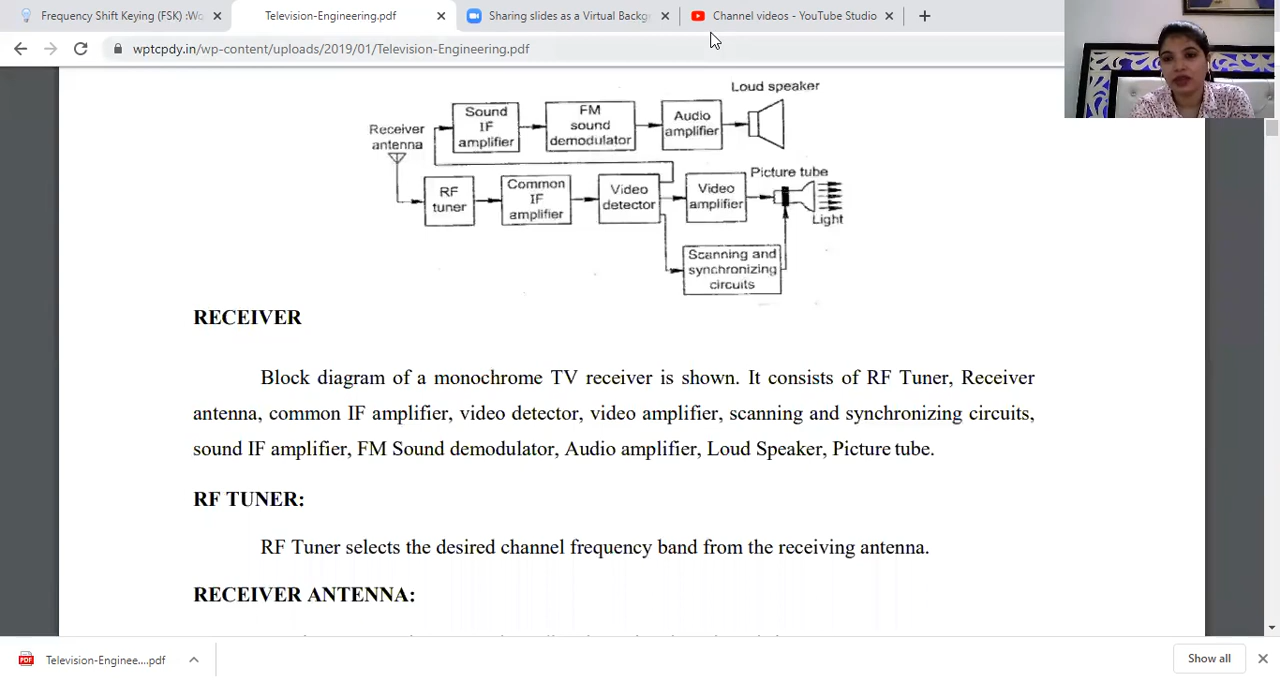 Frequency Shift Keying (FSK) :Wo
Television-Engineering.pdf
Sharing slides as a Virtual Backg
Channel videos - YouTube Studio
wptcpdy.in/wp-content/uploads/2019/01/Television-Engineering.pdf
Loud speaker
Sound IF amplifier
FM sound demodulator
Audio amplifier
Receiver antenna
Picture tube
RF tuner
Common IF amplifier
Video detector
Video amplifier
Light
Scanning and synchronizing circuits
RECEIVER
Block diagram of a monochrome TV receiver is shown. It consists of RF Tuner, Receiver
antenna, common IF amplifier, video detector, video amplifier, scanning and synchronizing circuits,
sound IF amplifier, FM Sound demodulator, Audio amplifier, Loud Speaker, Picture tube.
RF TUNER:
RF Tuner selects the desired channel frequency band from the receiving antenna.
RECEIVER ANTENNA:
Television-Enginee....pdf
Show all